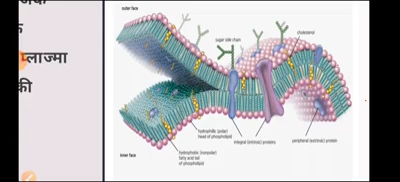 प्लाज्मा
की
outer face
sugar side chain
cholesterol
hydrophilic (polar)
head of phospholipid
integral (intrinsic) proteins
peripheral (extrinsic) protein
inner face
hydrophobic (nonpolar)
fatty acid tail
of phospholipid